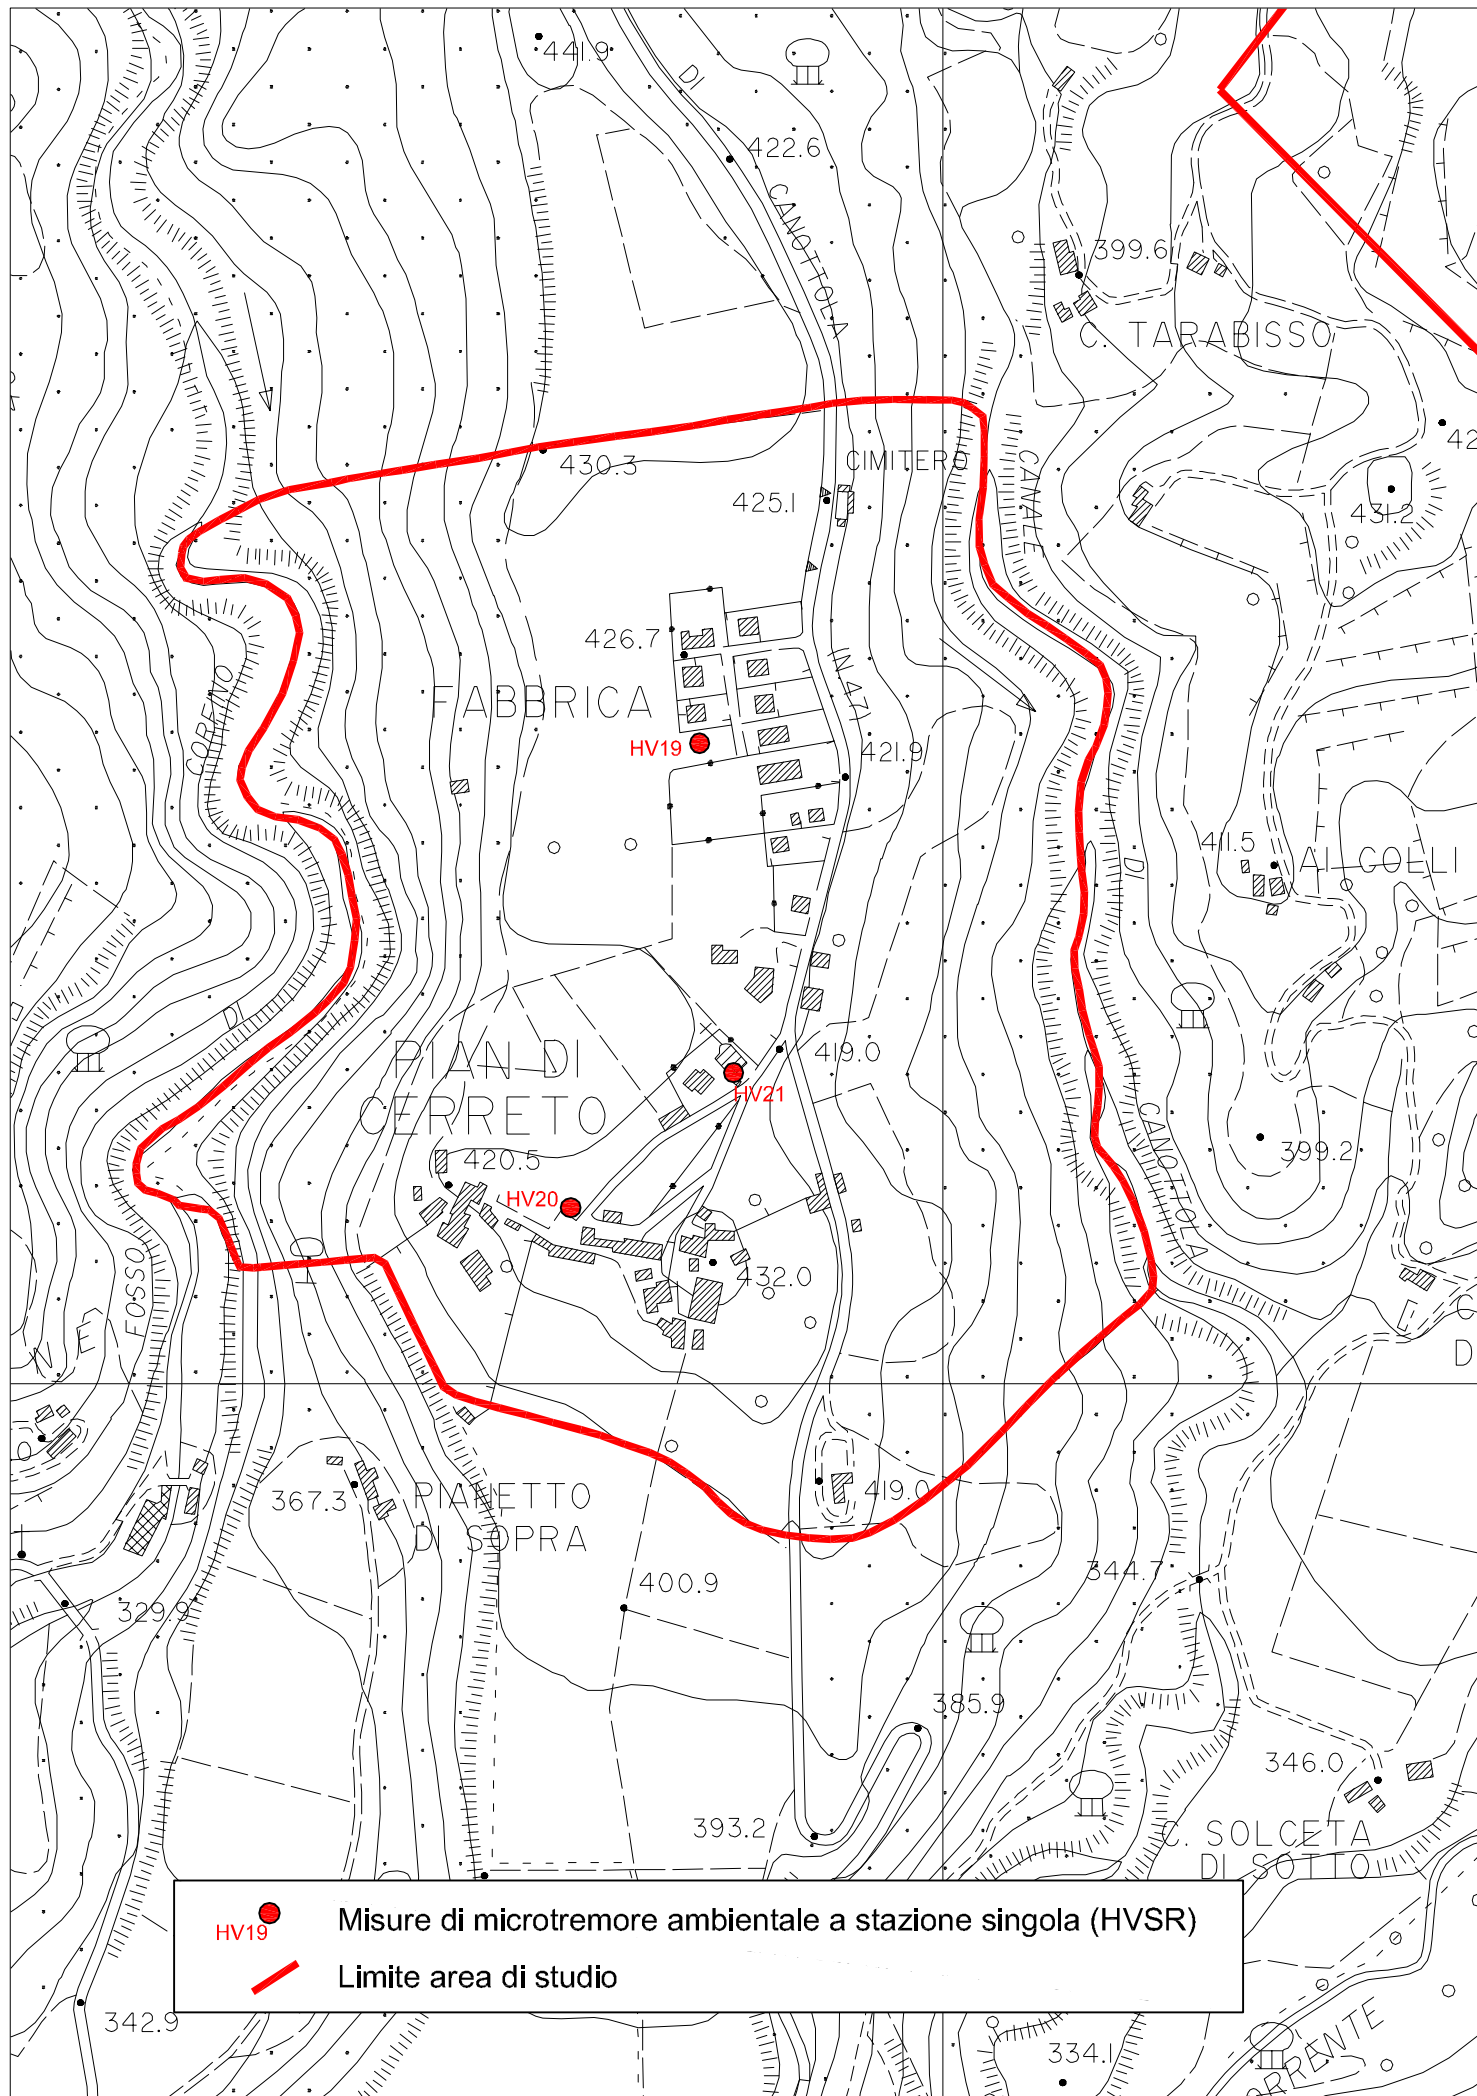 441.9
DI
422.6
CANOTTOLA
399.6
C. TARABISSO
42
430.3
CIMITERO
425.1
CANALE
431.2
426.7
(N 47)
FABBRICA
CORFINO
HV19
421.9
411.5
AI COLLI
DI
DI
PIAN DI
CERRETO
419.0
HV21
CANOTTOLA
399.2
420.5
HV20
432.0
FOSSO
NE
C
D
367.3
PIANETTO
DI SOPRA
419.0
400.9
344.7
329.9
385.9
346.0
393.2
C. SOLCETA
DI SOTTO
HV19
Misure di microtremore ambientale a stazione singola (HVSR)
Limite area di studio
342.9
334.1